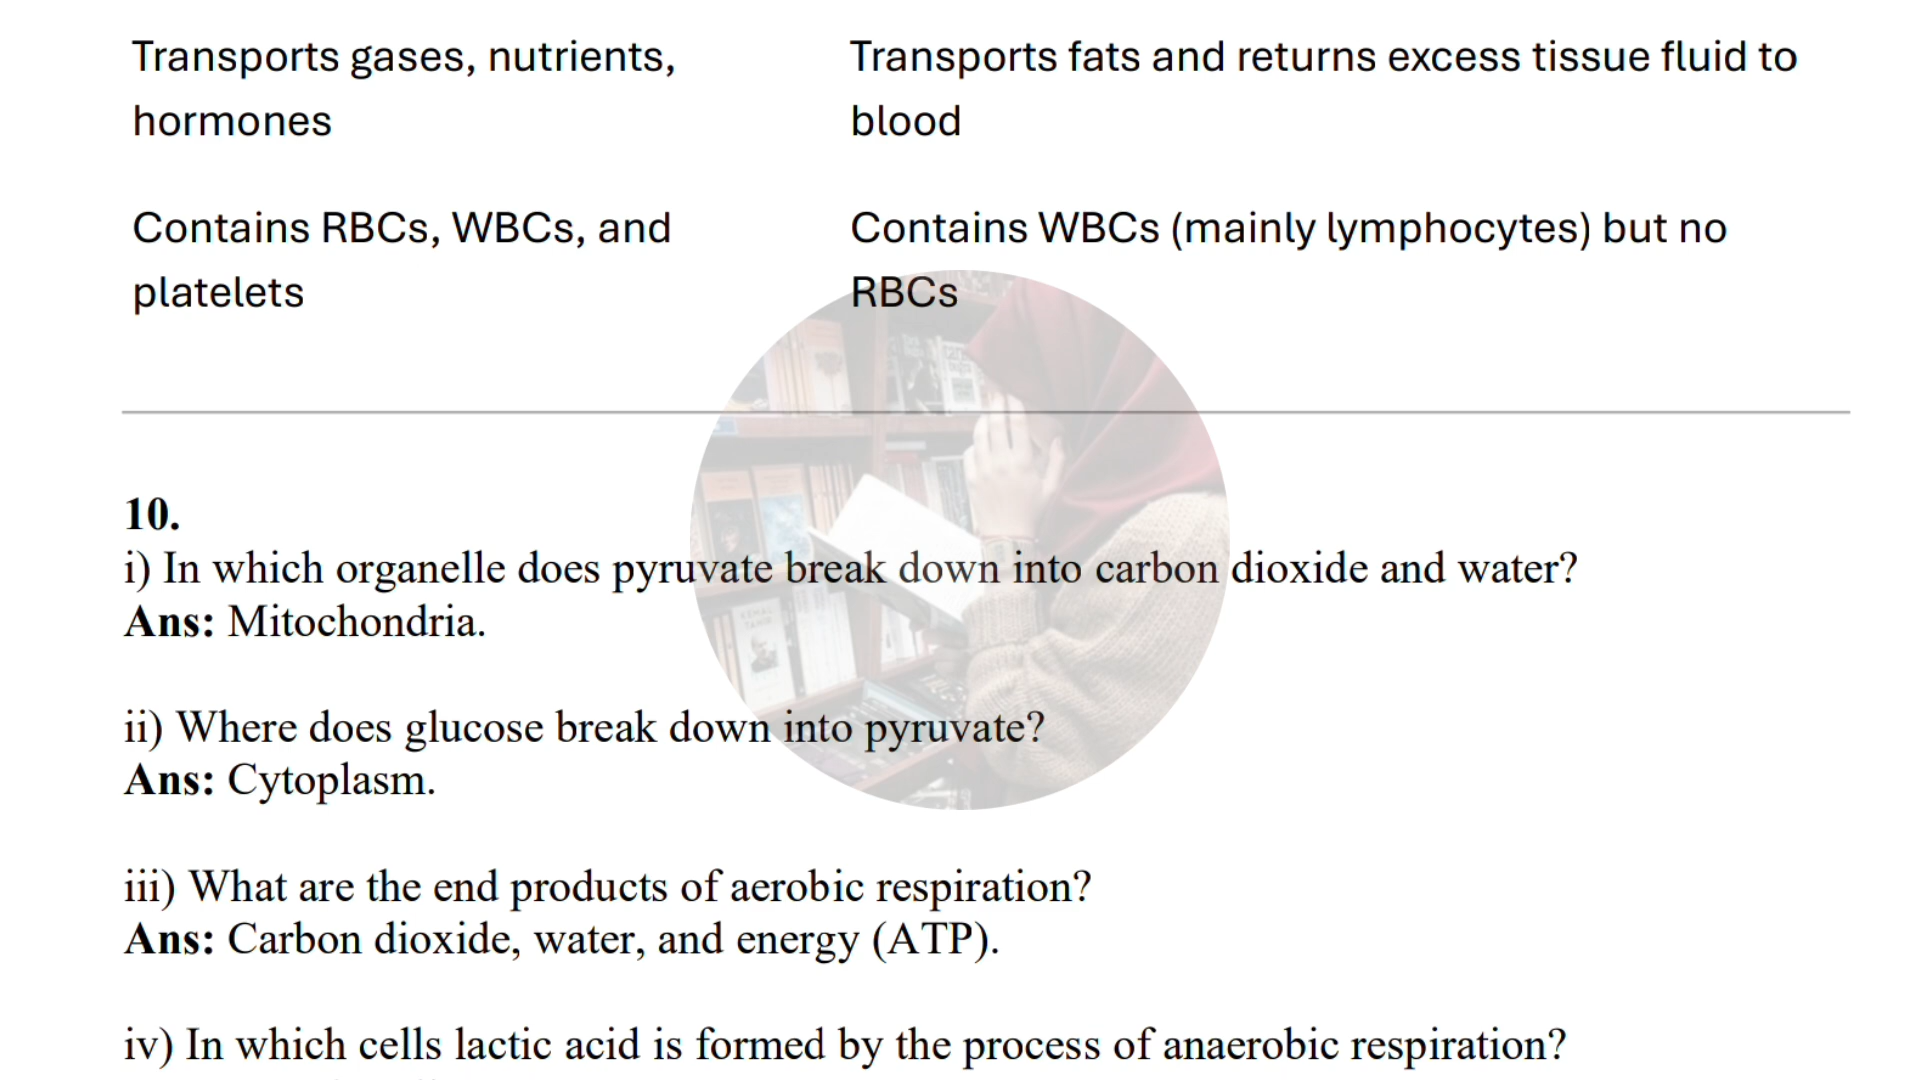 Transports gases, nutrients,
hormones
Transports fats and returns excess tissue fluid to
blood
Contains RBCs, WBCs, and
platelets
Contains WBCs (mainly lymphocytes) but no
RBCs
10.
i) In which organelle does pyruvate break down into carbon dioxide and water?
Ans: Mitochondria.
ii) Where does glucose break down into pyruvate?
Ans: Cytoplasm.
iii) What are the end products of aerobic respiration?
Ans: Carbon dioxide, water, and energy (ATP).
iv) In which cells lactic acid is formed by the process of anaerobic respiration?